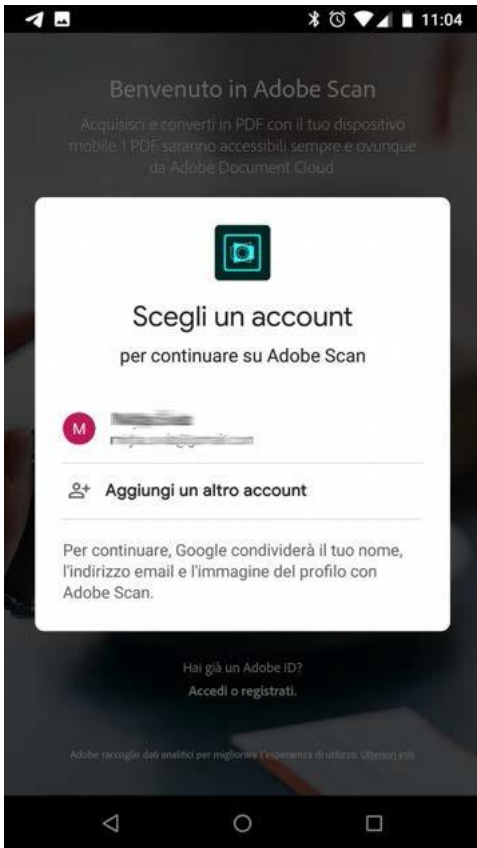 11:04
Benvenuto in Adobe Scan
Acquisisci e converti in PDF con il tuo dispositivo
mobile. I PDF saranno accessibili sempre e ovunque
da Adobe Document Cloud
Scegli un account
per continuare su Adobe Scan
M
Aggiungi un altro account
Per continuare, Google condividerà il tuo nome,
l'indirizzo email e l'immagine del profilo con
Adobe Scan.
Hai già un Adobe ID?
Accedi o registrati.
Adobe raccoglie dati analitici per migliorare l'esperienza di utilizzo. Ulteriori info